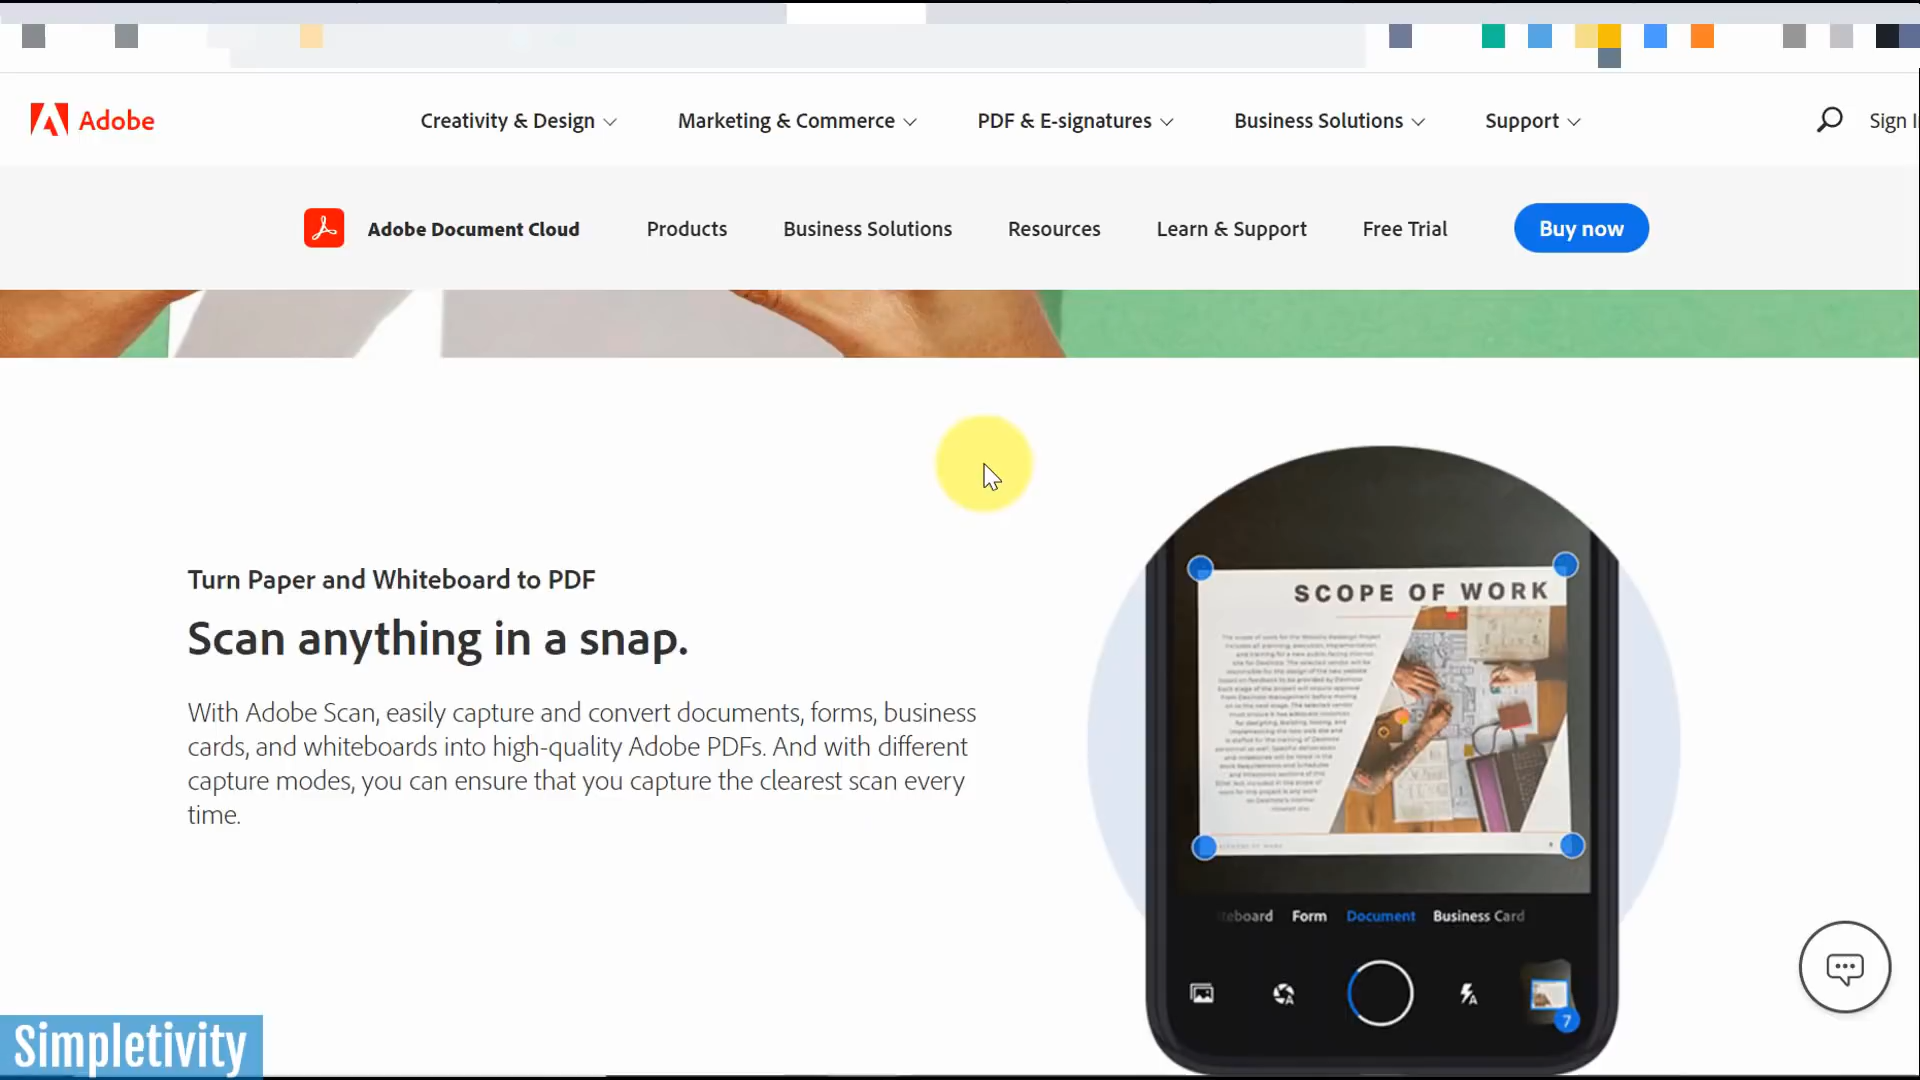 Adobe
Creativity & Design
Marketing & Commerce
PDF & E-signatures
Business Solutions
Support
Sign I
Adobe Document Cloud
Products
Business Solutions
Resources
Learn & Support
Free Trial
Buy now
Turn Paper and Whiteboard to PDF
Scan anything in a snap.
With Adobe Scan, easily capture and convert documents, forms, business
cards, and whiteboards into high-quality Adobe PDFs. And with different
capture modes, you can ensure that you capture the clearest scan every
time.
SCOPE OF WORK
teboard Form Document Business Card
7
Simpletivity